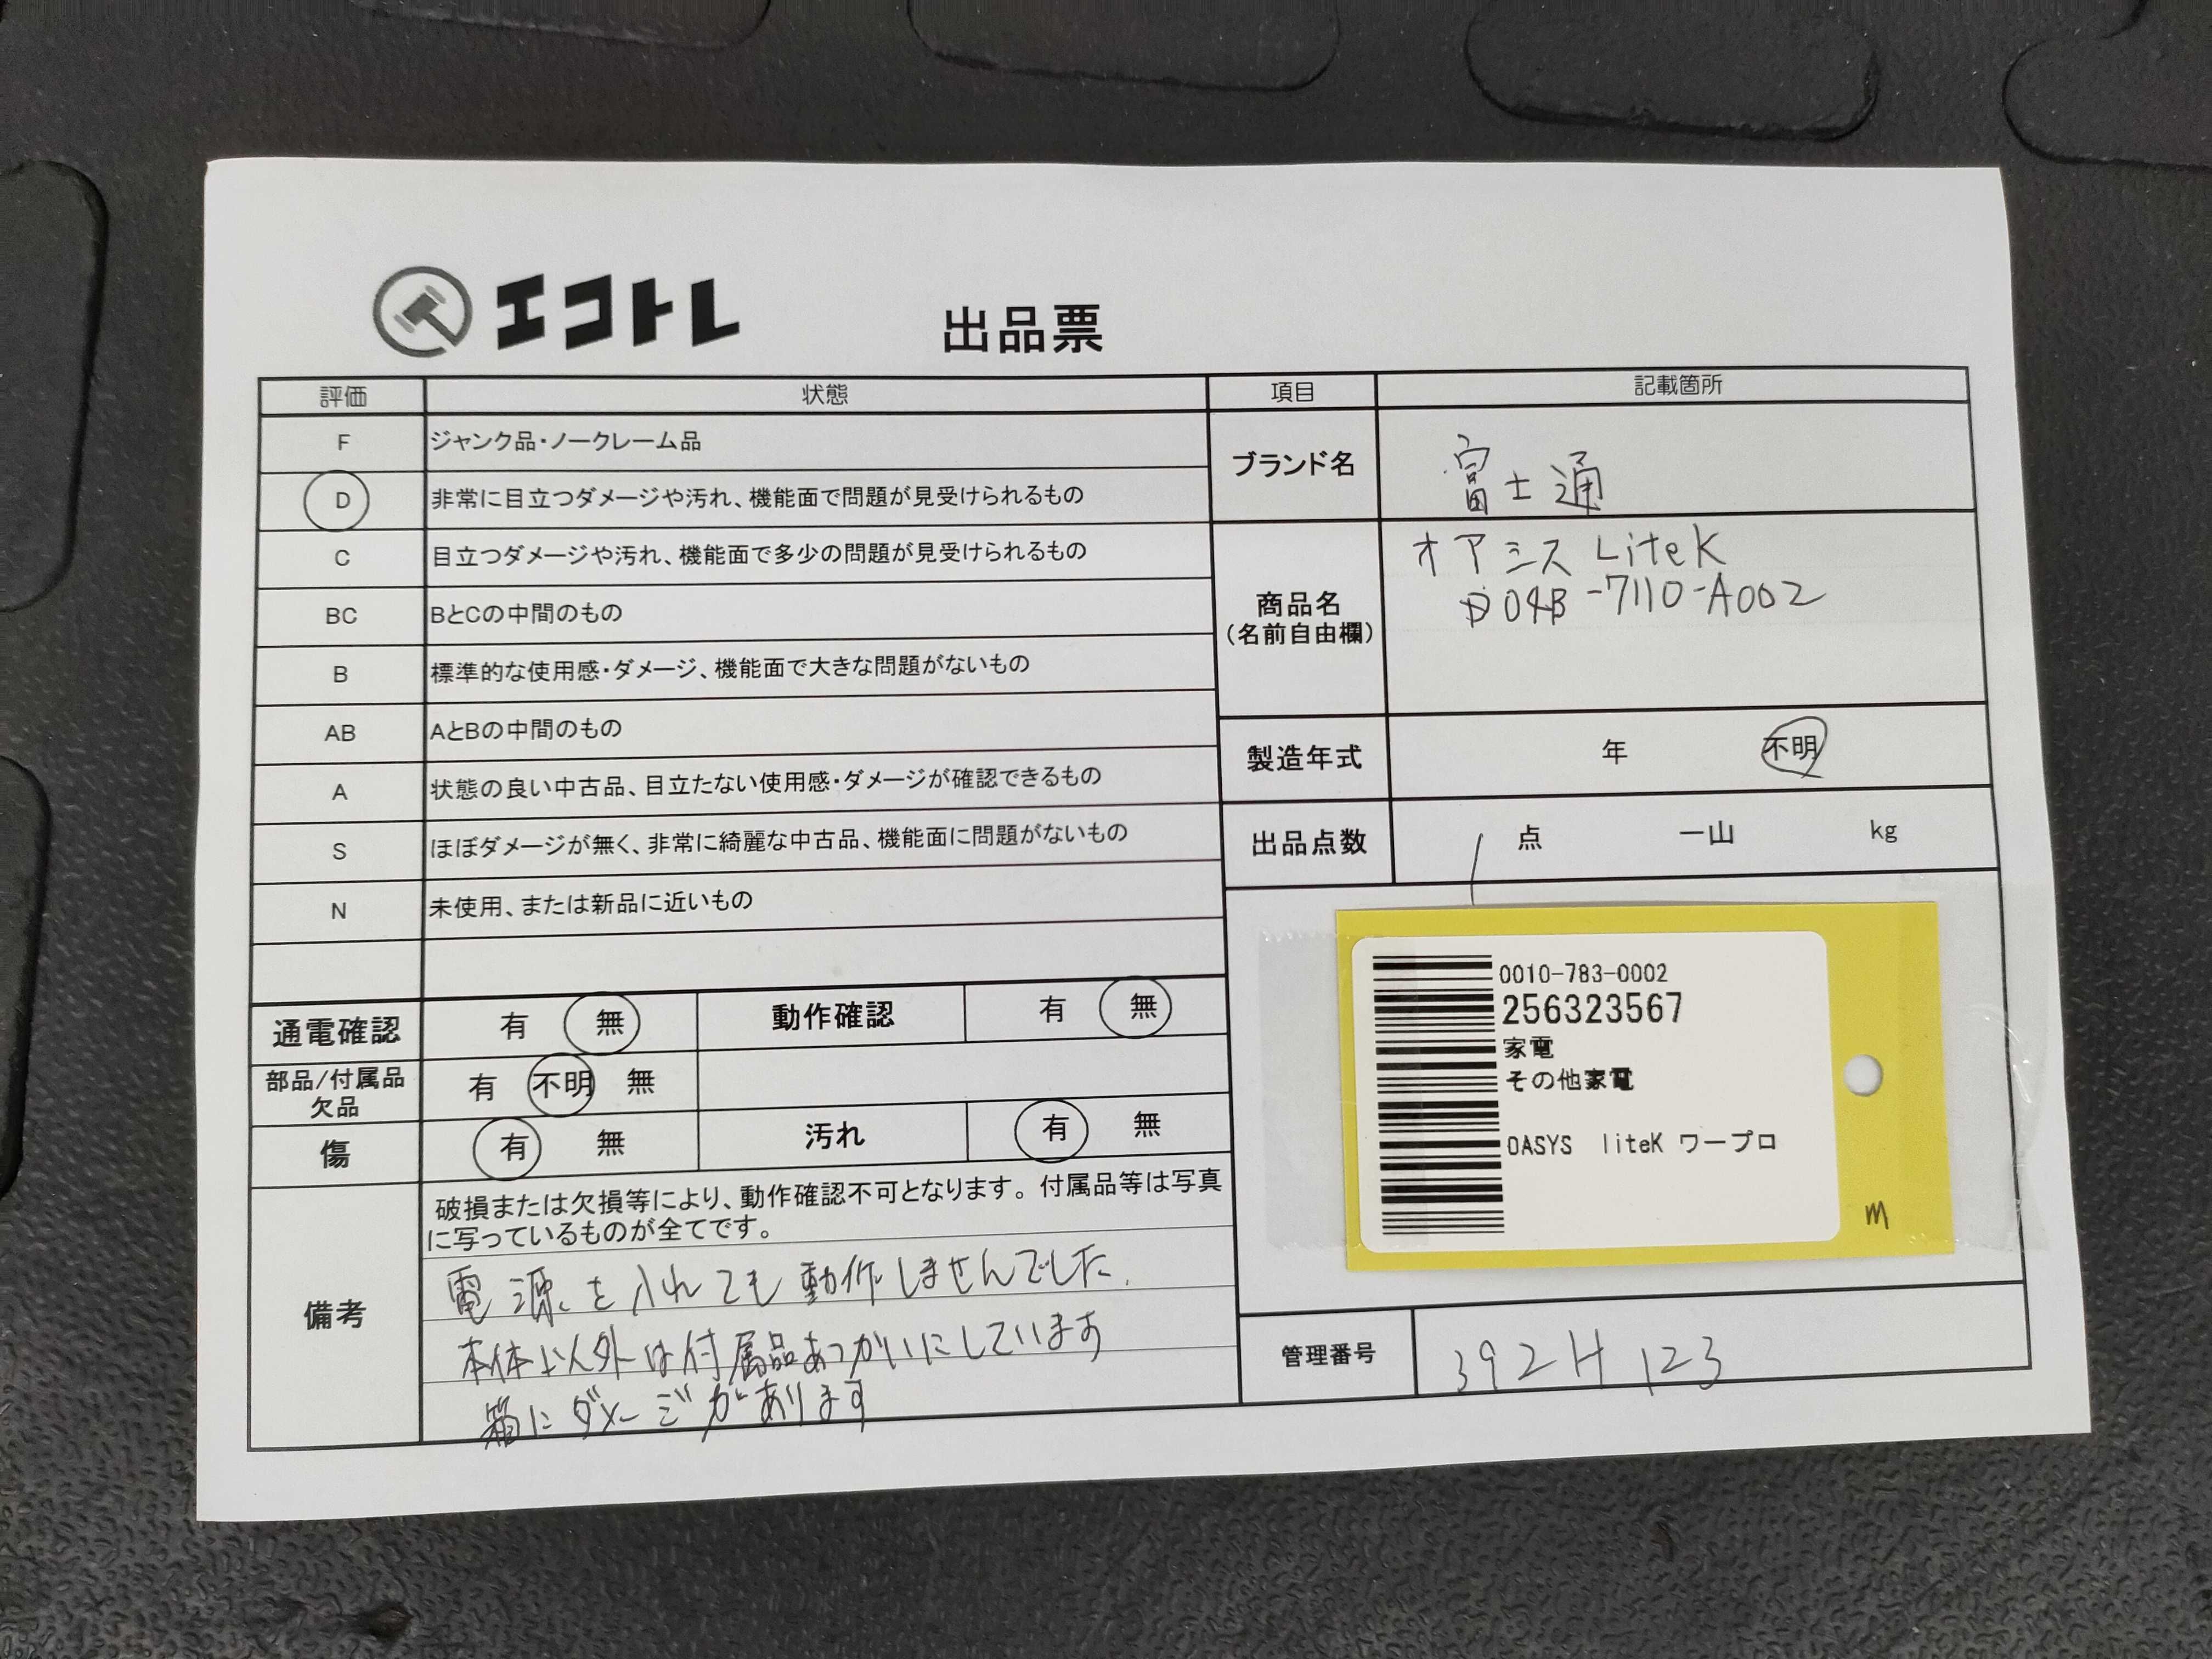 エコトレ
出品票
評価 状態
F ジャンク品・ノークレーム品
D 非常に目立つダメージや汚れ、機能面で問題が見受けられるもの
C 目立つダメージや汚れ、機能面で多少の問題が見受けられるもの
BC BとCの中間のもの
B 標準的な使用感・ダメージ、機能面で大きな問題がないもの
AB AとBの中間のもの
A 状態の良い中古品、目立たない使用感・ダメージが確認できるもの
S ほぼダメージが無く、非常に綺麗な中古品、機能面に問題がないもの
N 未使用、または新品に近いもの
通電確認 有 無 動作確認 有 無
部品/付属品
欠品 有 不明 無
傷 有 無 汚れ 有 無
備考
破損または欠損等により、動作確認不可となります。付属品等は写真
に写っているものが全てです。
電源を入れても動作しませんでした.
本体以外は付属品あつかいにしています
箱にダメージがあります
項目 記載箇所
ブランド名 富士通
商品名
(名前自由欄)
オアシス LiteK
D04B-7110-A002
製造年式 年 不明
出品点数 1 点 一山 kg
0010-783-0002
256323567
家電
その他家電
OASYS liteK ワープロ
m
管理番号 392H 123